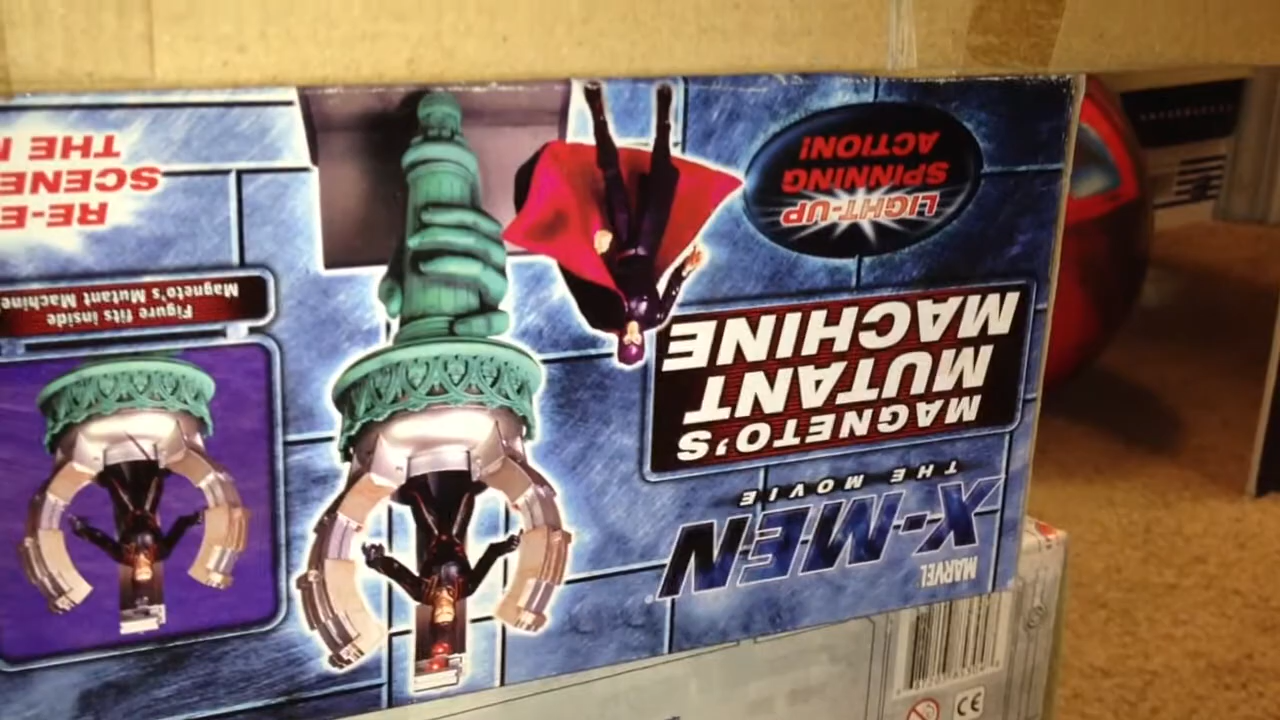 MARVEL
X-MEN
THE MOVIE
MAGNETO'S
MUTANT
MACHINE
LIGHT-UP
SPINNING
ACTION!
Figure fits inside
Magneto's Mutant Machine
RE-E
SCENE
THE
CE